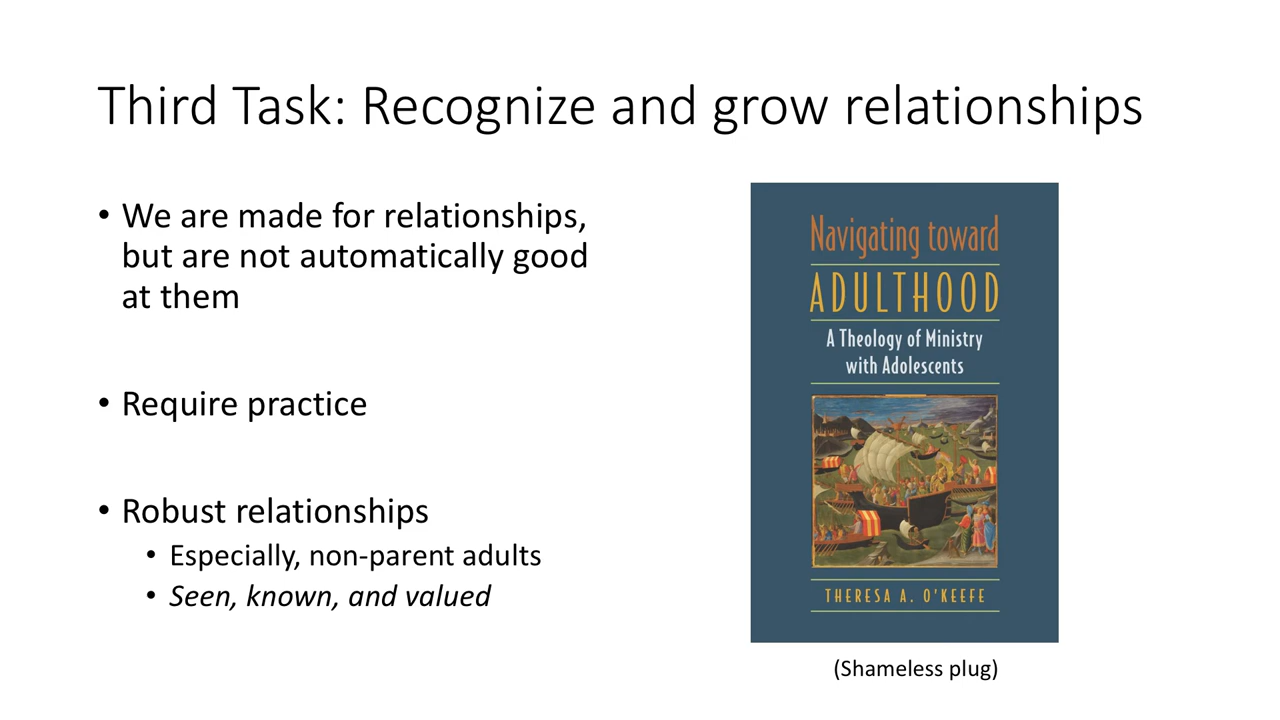 Third Task: Recognize and grow relationships
• We are made for relationships,
but are not automatically good
at them
• Require practice
• Robust relationships
• Especially, non-parent adults
• Seen, known, and valued
Navigating toward
ADULTHOOD
A Theology of Ministry
with Adolescents
THERESA A. O'KEEFE
(Shameless plug)